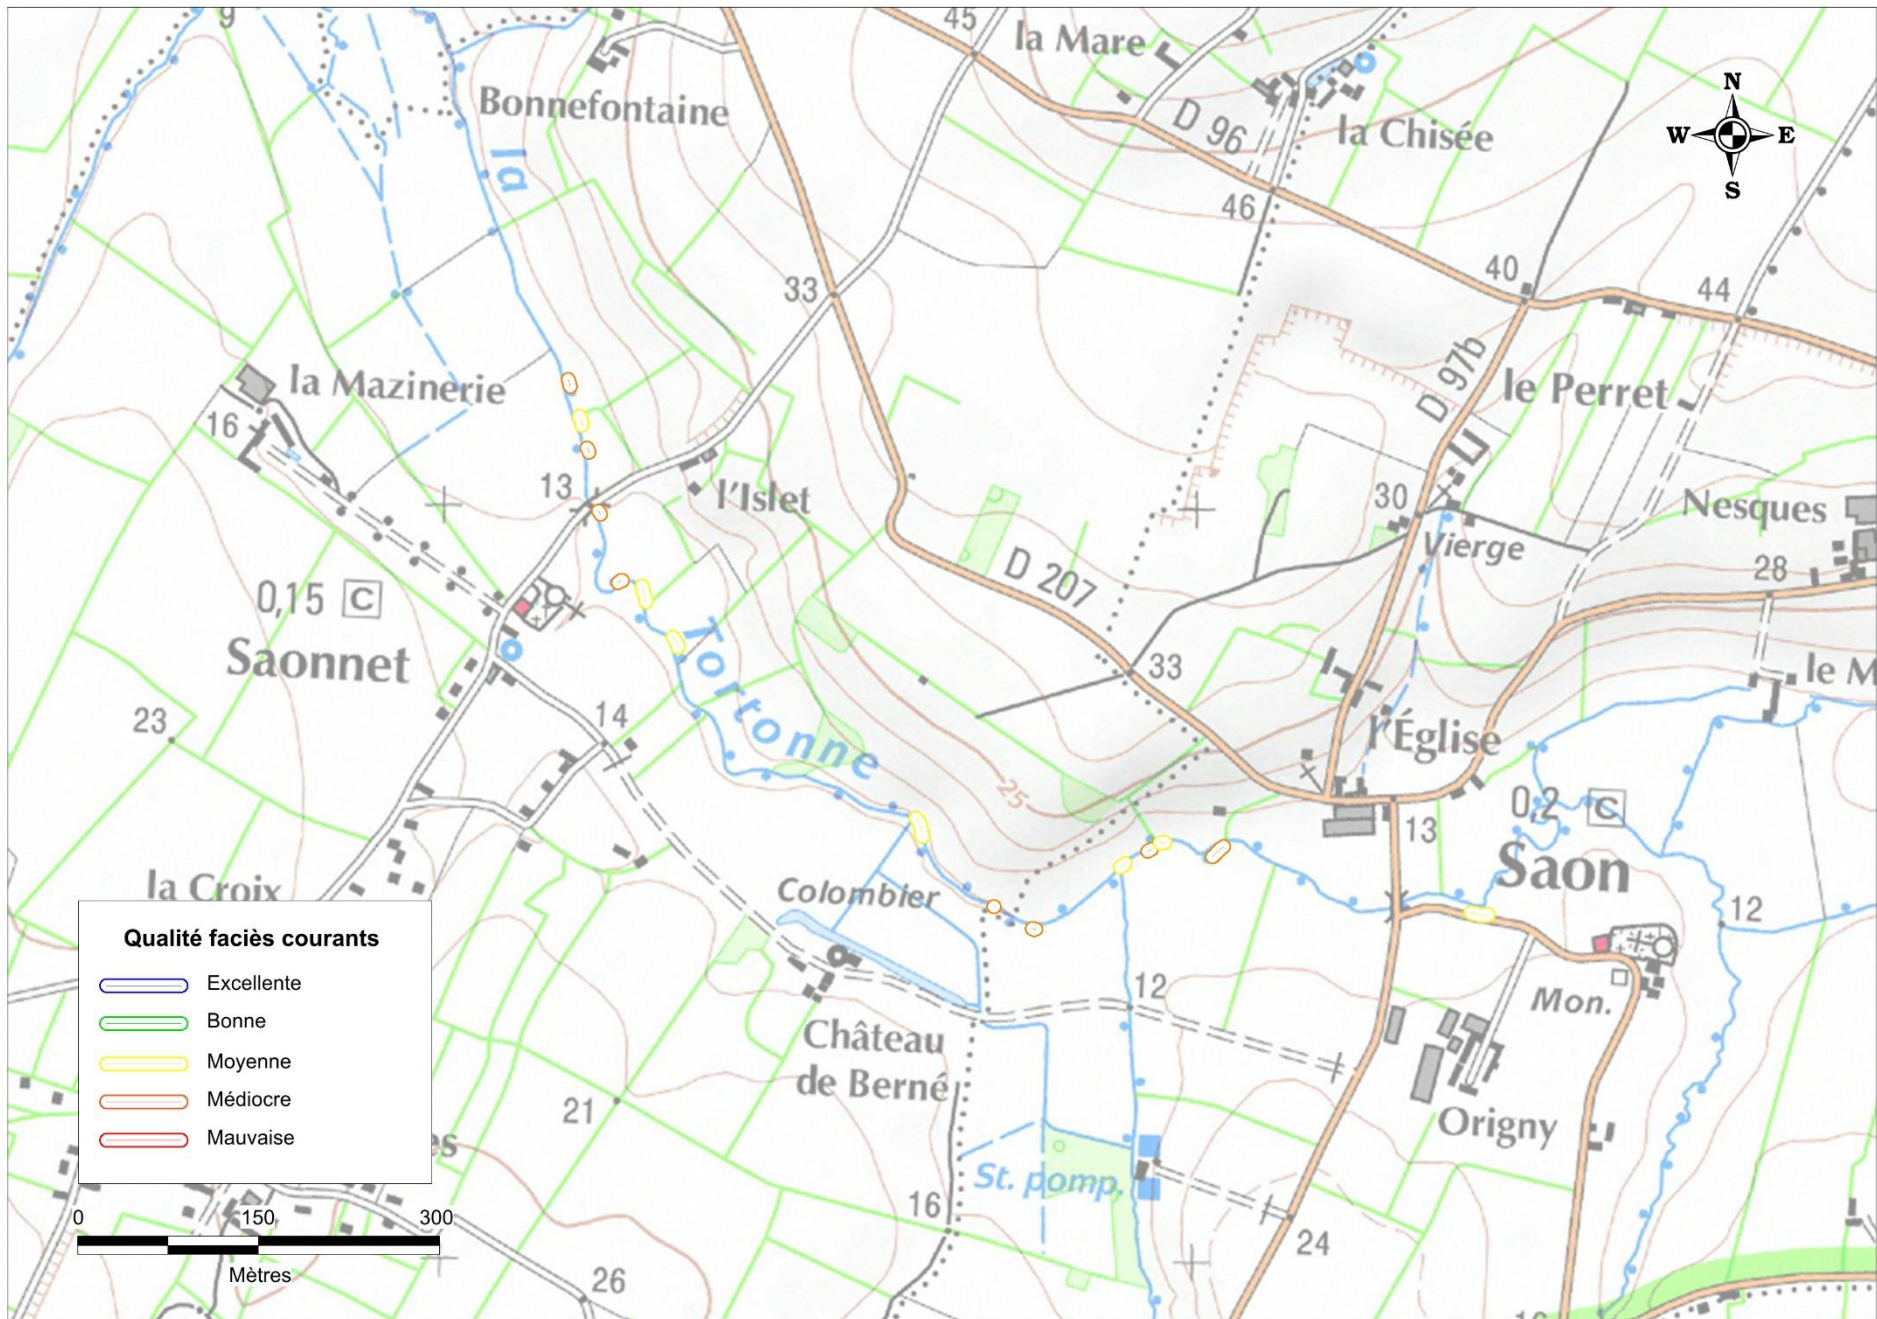 9
45
la Mare
Bonnefontaine
D 96
la Chisée
N
W E
S
la
46
33
40
44
D 97b
la Mazinerie
le Perret
16
13
l'Islet
30
Nesques
Vierge
28
D 207
0,15 C
Saonnet
Tortonne
33
le M
23
14
l'Église
25
0,2 C
13
Saon
la Croix
Colombier
12
Qualité faciès courants
Excellente
Bonne
Moyenne
Médiocre
Mauvaise
12
Mon.
Château
de Berné
21
Origny
es
St. pomp.
16
0 150 300
Mètres
24
26